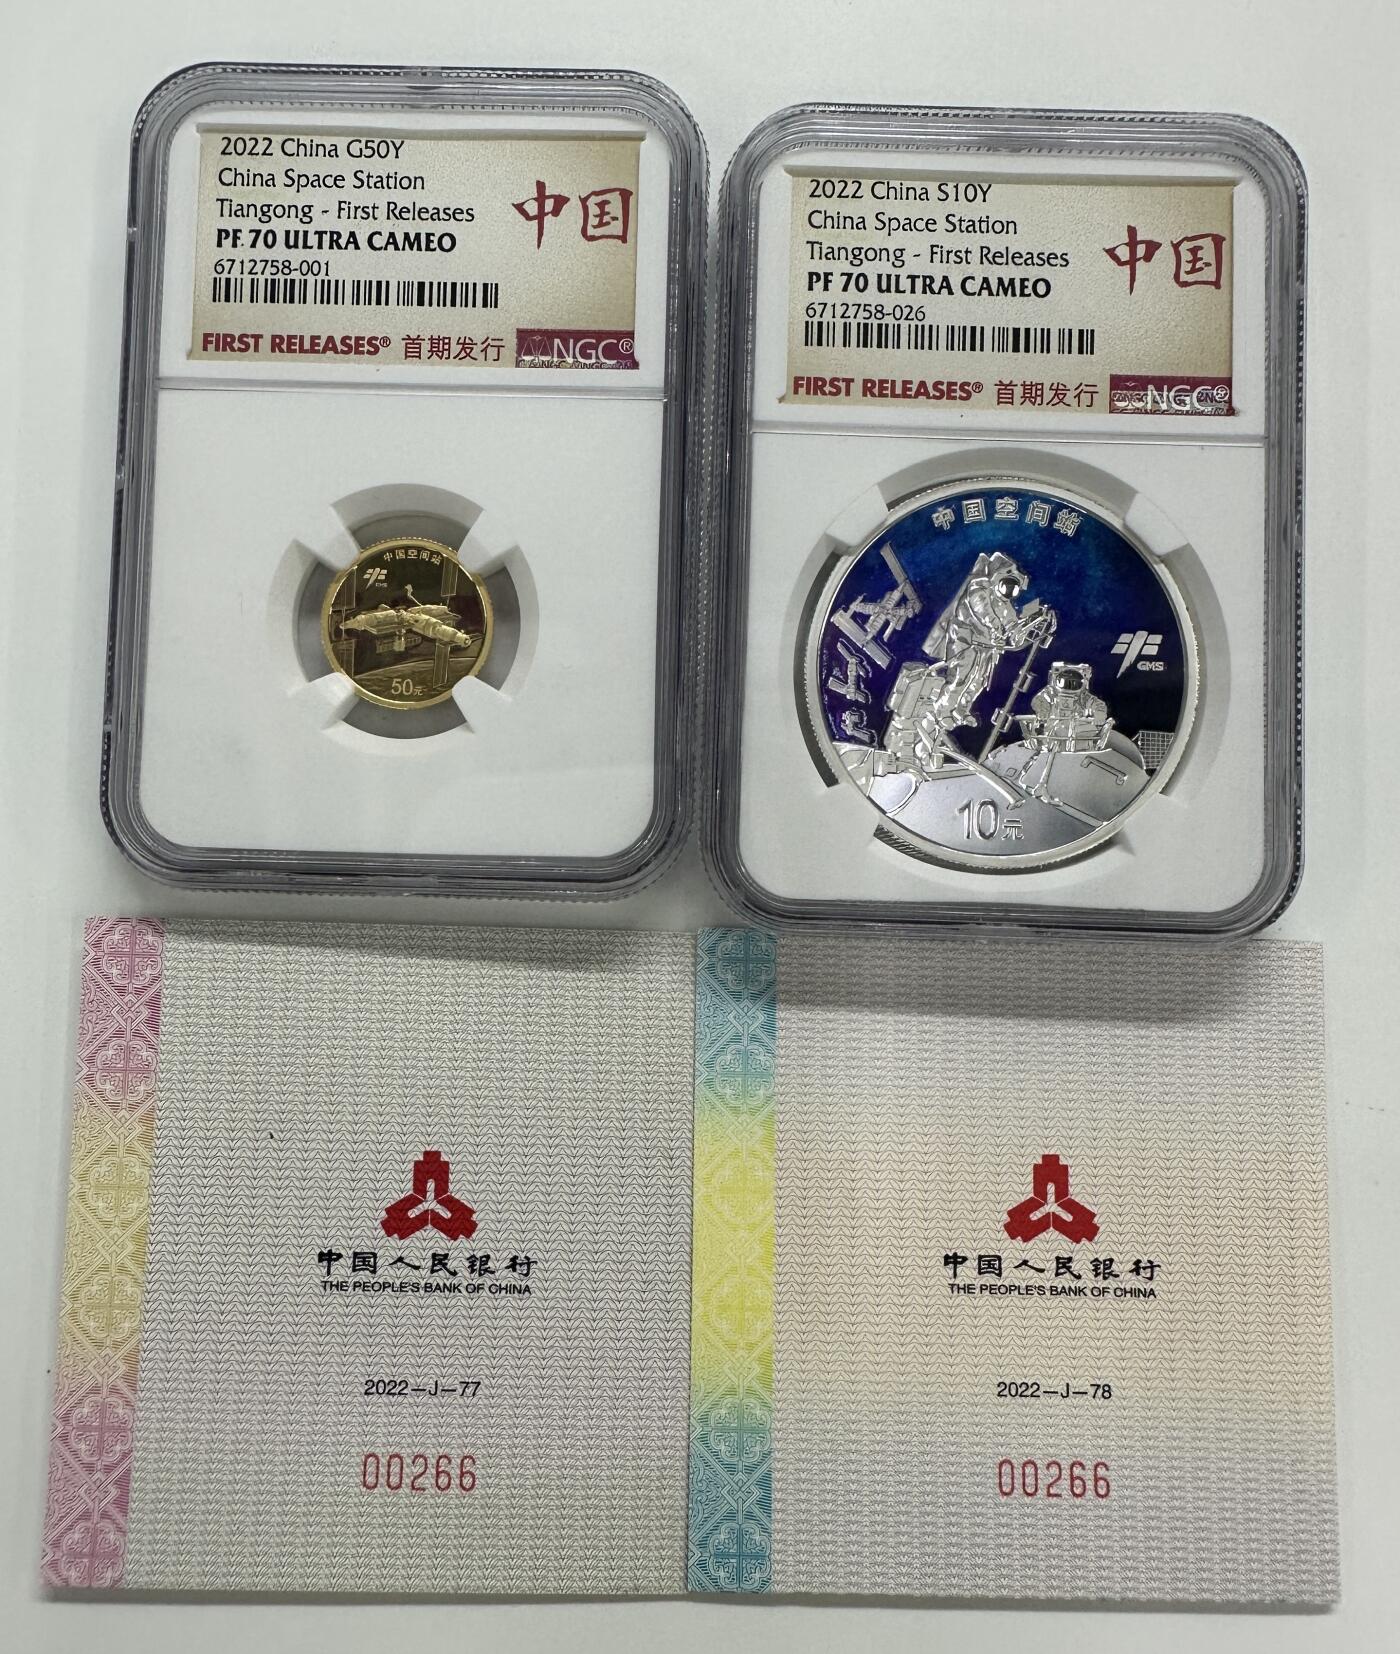 2022 China G50Y
China Space Station
Tiangong - First Releases
PF 70 ULTRA CAMEO
6712758-001
中国
FIRST RELEASES® 首期发行
NGC®
中国空间站
CMS
50元
2022 China S10Y
China Space Station
Tiangong - First Releases
PF 70 ULTRA CAMEO
6712758-026
中国
FIRST RELEASES® 首期发行
NGC®
中国空间站
CMS
10元
中国人民银行
THE PEOPLE'S BANK OF CHINA
2022—J—77
00266
中国人民银行
THE PEOPLE'S BANK OF CHINA
2022—J—78
00266